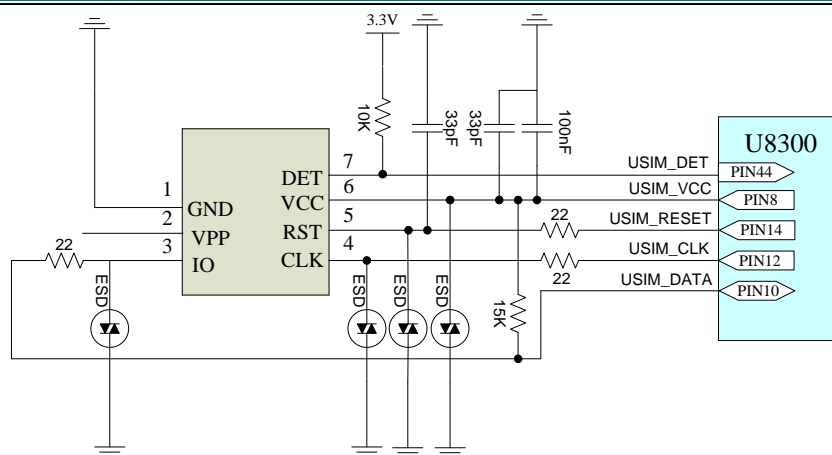 3.3V
10K
33pF
33pF
100nF
U8300
7
DET
USIM_DET
PIN44
1
GND
6
VCC
USIM_VCC
PIN8
2
VPP
5
RST
22
USIM_RESET
PIN14
22
3
IO
4
CLK
22
USIM_CLK
PIN12
USIM_DATA
PIN10
ESD
ESD
ESD
ESD
15K